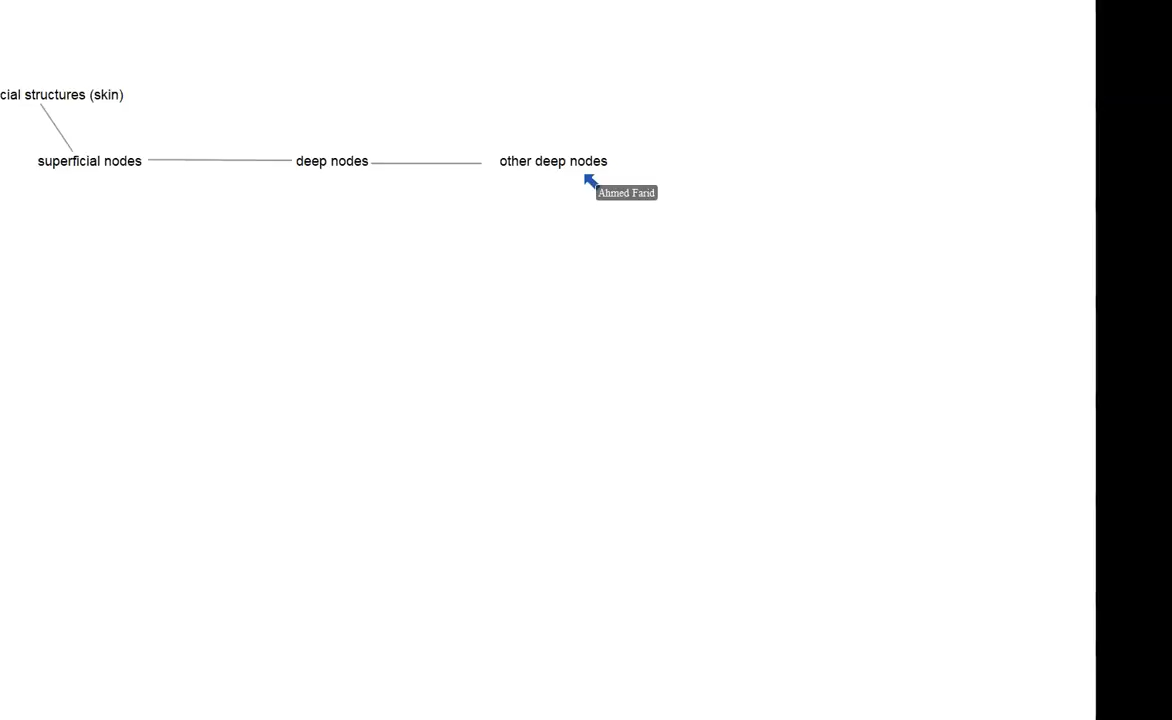 cial structures (skin)
superficial nodes deep nodes other deep nodes
Ahmed Farid